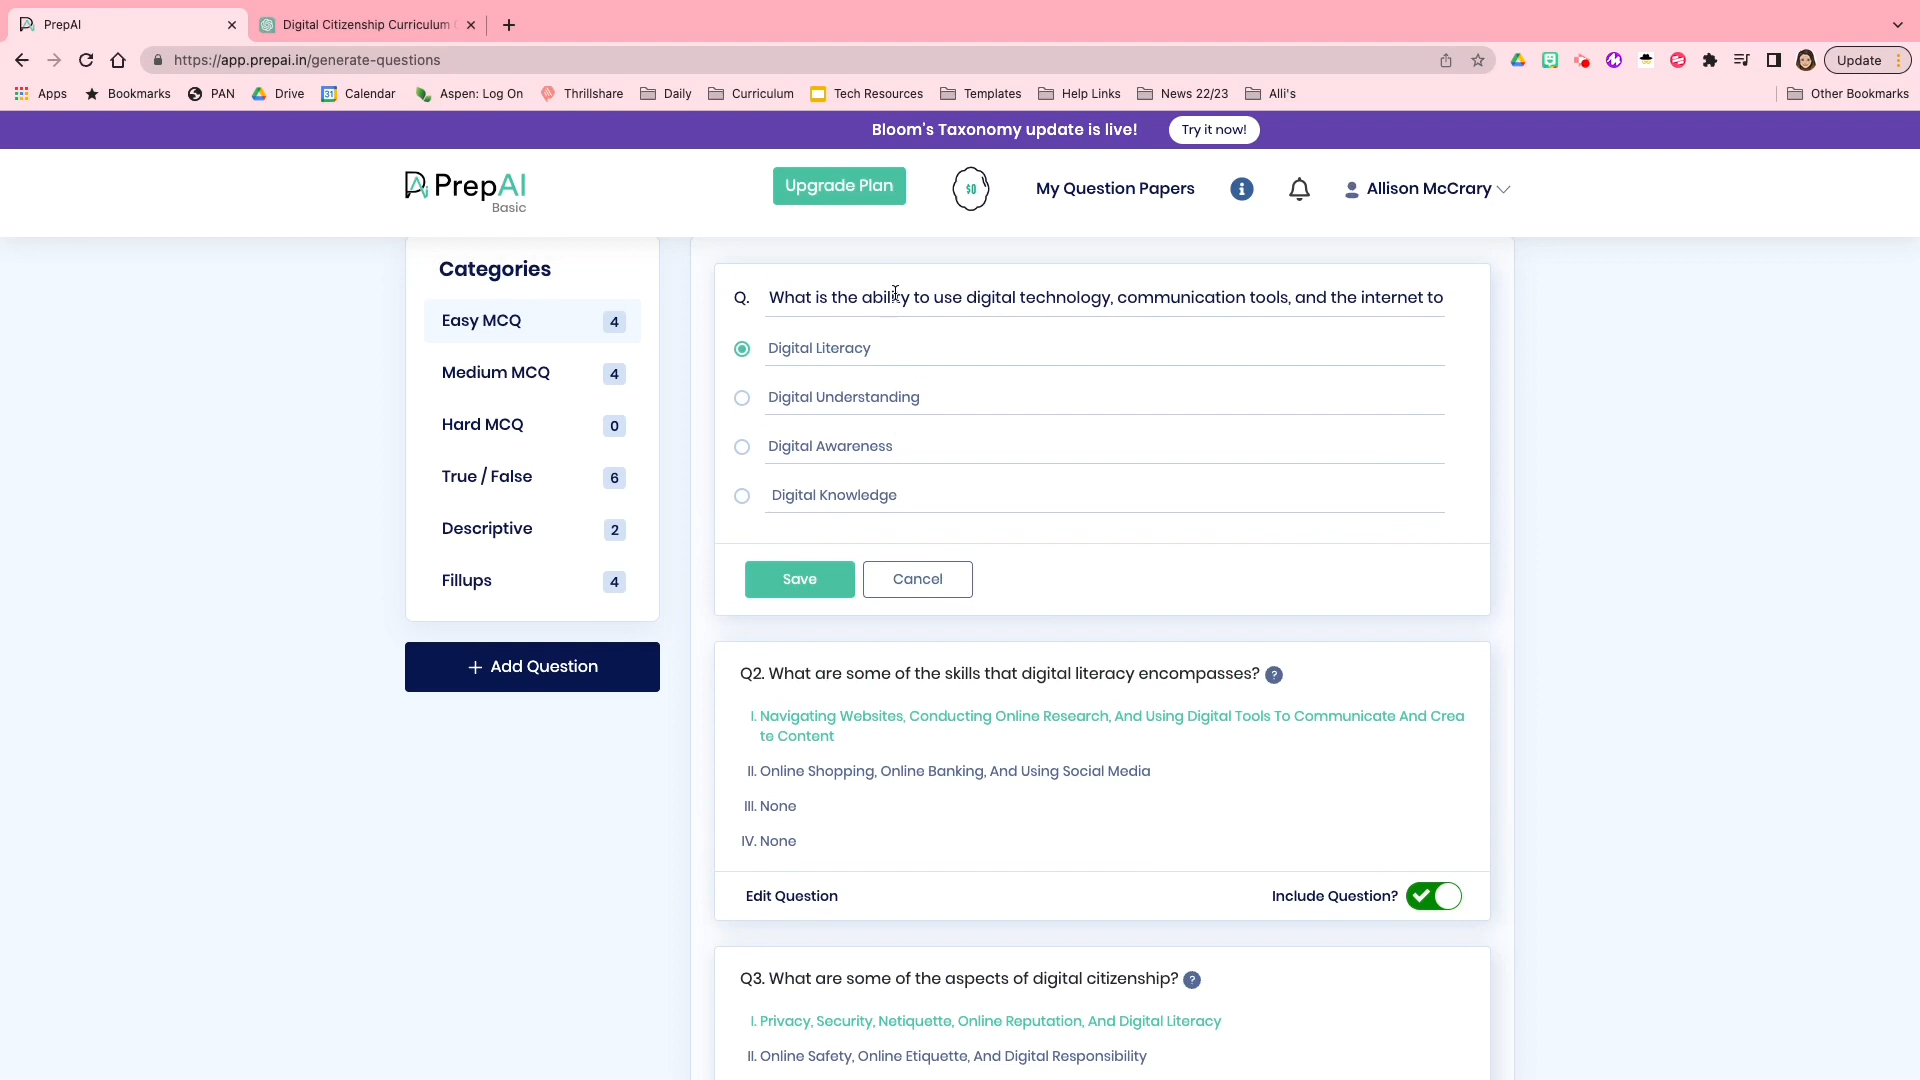 PrepAI
Digital Citizenship Curriculum
https://app.prepai.in/generate-questions
Update
Apps
Bookmarks
PAN
Drive
31
Calendar
Aspen: Log On
Thrillshare
Daily
Curriculum
Tech Resources
Templates
Help Links
News 22/23
Alli's
Other Bookmarks
Bloom's Taxonomy update is live!
Try it now!
PrepAI
Basic
Upgrade Plan
$0
My Question Papers
Allison McCrary
Categories
Easy MCQ 4
Medium MCQ 4
Hard MCQ 0
True / False 6
Descriptive 2
Fillups 4
+ Add Question
Q. What is the ability to use digital technology, communication tools, and the internet to
Digital Literacy
Digital Understanding
Digital Awareness
Digital Knowledge
Save
Cancel
Q2. What are some of the skills that digital literacy encompasses? ?
I. Navigating Websites, Conducting Online Research, And Using Digital Tools To Communicate And Crea
te Content
II. Online Shopping, Online Banking, And Using Social Media
III. None
IV. None
Edit Question
Include Question?
Q3. What are some of the aspects of digital citizenship? ?
I. Privacy, Security, Netiquette, Online Reputation, And Digital Literacy
II. Online Safety, Online Etiquette, And Digital Responsibility